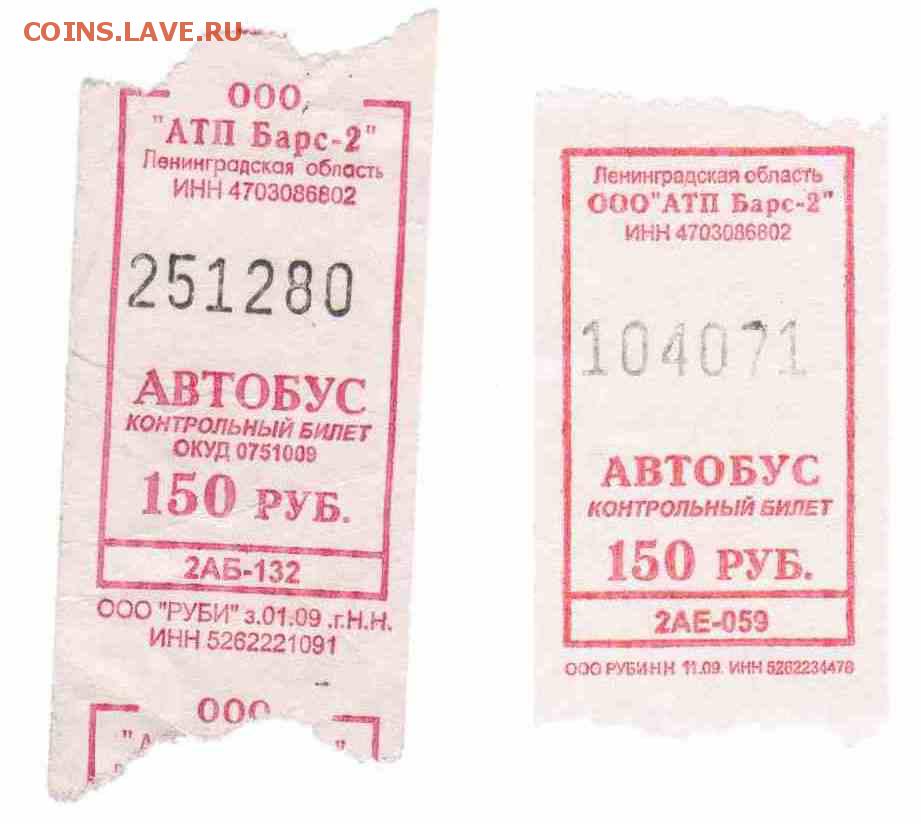 COINS.LAVE.RU
ООО
"АТП Барс-2"
Ленинградская область
ИНН 4703086802
251280
АВТОБУС
КОНТРОЛЬНЫЙ БИЛЕТ
ОКУД 0751009
150 РУБ.
2АБ-132
ООО "РУБИ" з.01.09 .г.Н.Н.
ИНН 5262221091
ООО
Ленинградская область
ООО"АТП Барс-2"
ИНН 4703086802
104071
АВТОБУС
КОНТРОЛЬНЫЙ БИЛЕТ
150 РУБ.
2АЕ-059
ООО РУБИ Н Н 11.09. ИНН 5262234476